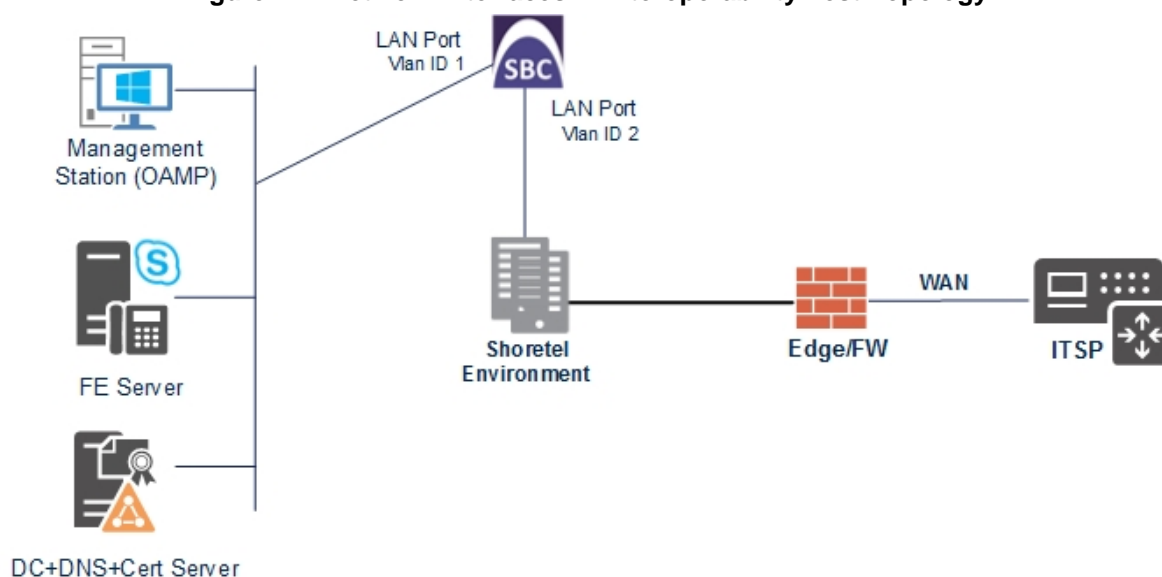 LAN Port
Vlan ID 1
SBC
LAN Port
Vlan ID 2
Management
Station (OAMP)
S
FE Server
DC+DNS+Cert Server
Shoretel
Environment
Edge/FW
WAN
ITSP